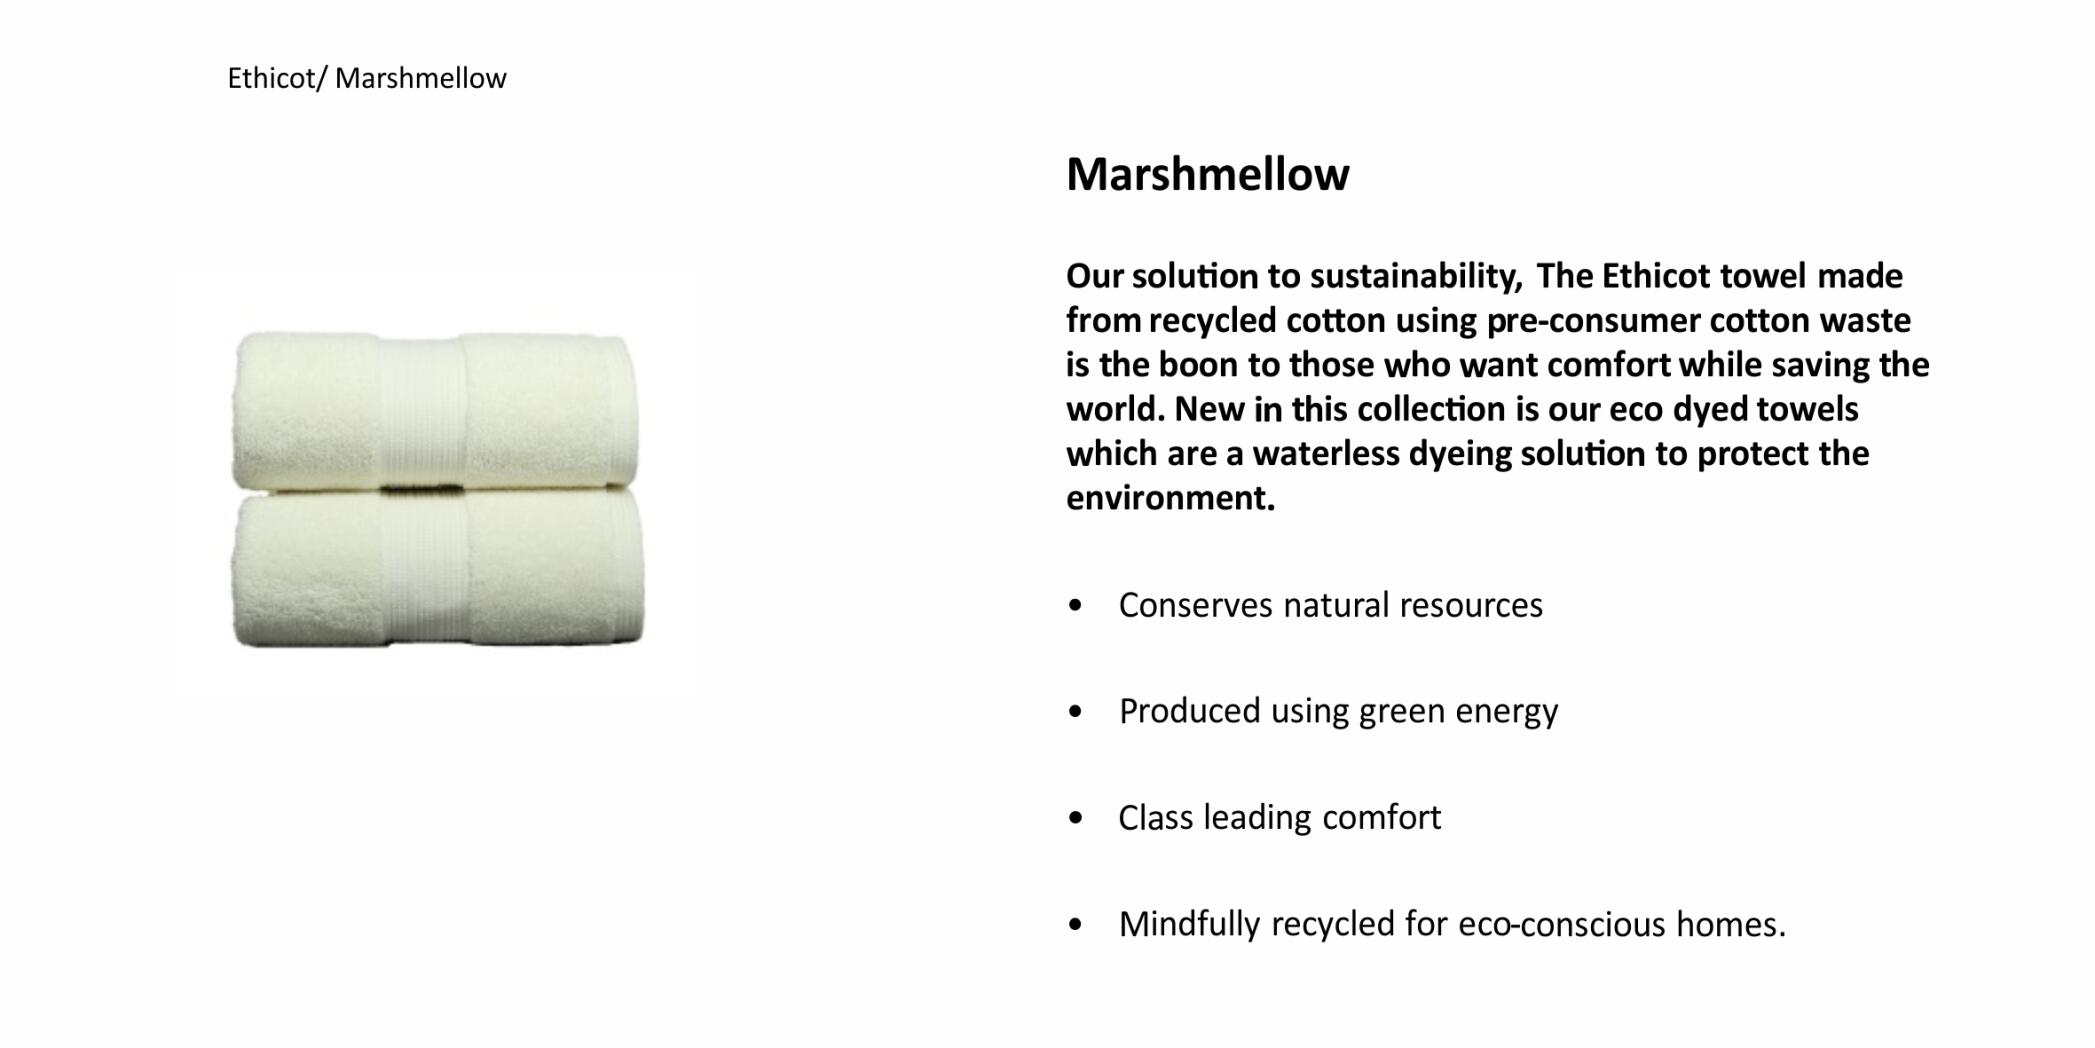 Ethicot/ Marshmellow
Marshmellow
Our solution to sustainability, The Ethicot towel made
from recycled cotton using pre-consumer cotton waste
is the boon to those who want comfort while saving the
world. New in this collection is our eco dyed towels
which are a waterless dyeing solution to protect the
environment.
• Conserves natural resources
• Produced using green energy
• Class leading comfort
• Mindfully recycled for eco-conscious homes.